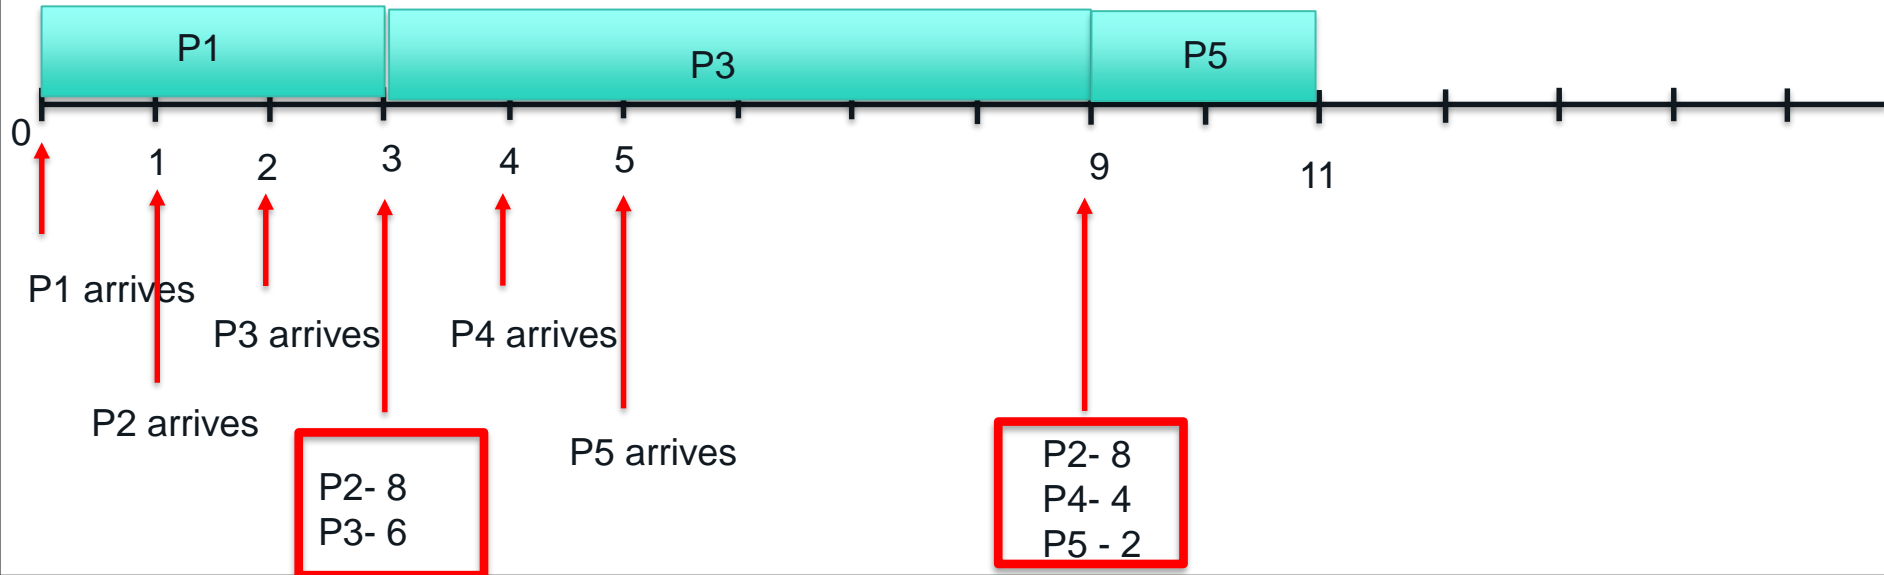 P1
P3
P5
0
1
2
3
4
5
9
11
P1 arrives
P3 arrives
P4 arrives
P2 arrives
P5 arrives
P2- 8
P3- 6
P2- 8
P4- 4
P5 - 2